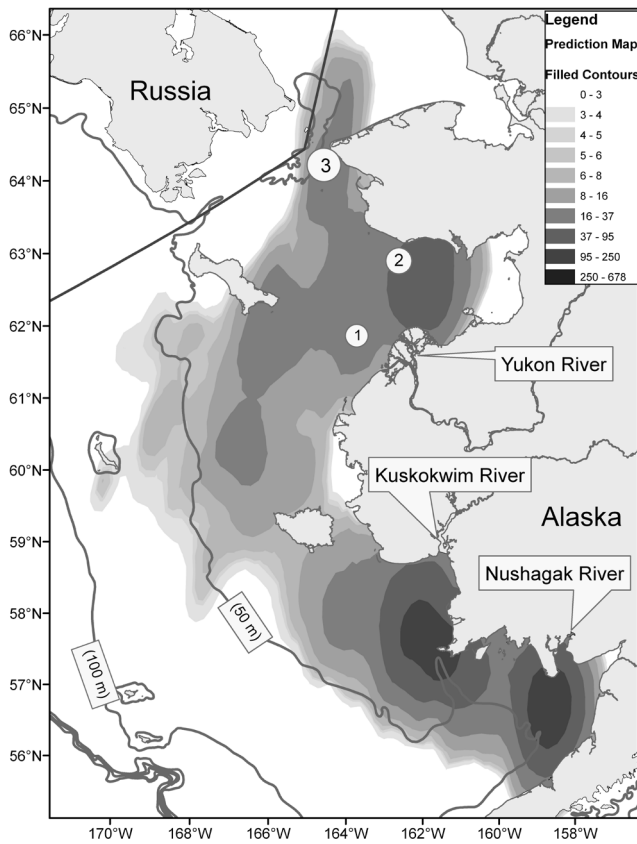 66°N
65°N
64°N
63°N
62°N
61°N
60°N
59°N
58°N
57°N
56°N
Russia
Legend
Prediction Map
Filled Contours
0 - 3
3 - 4
4 - 5
5 - 6
6 - 8
8 - 16
16 - 37
37 - 95
95 - 250
250 - 678
3
2
1
Yukon River
Kuskokwim River
Alaska
Nushagak River
(50 m)
(100 m)
170°W 168°W 166°W 164°W 162°W 160°W 158°W